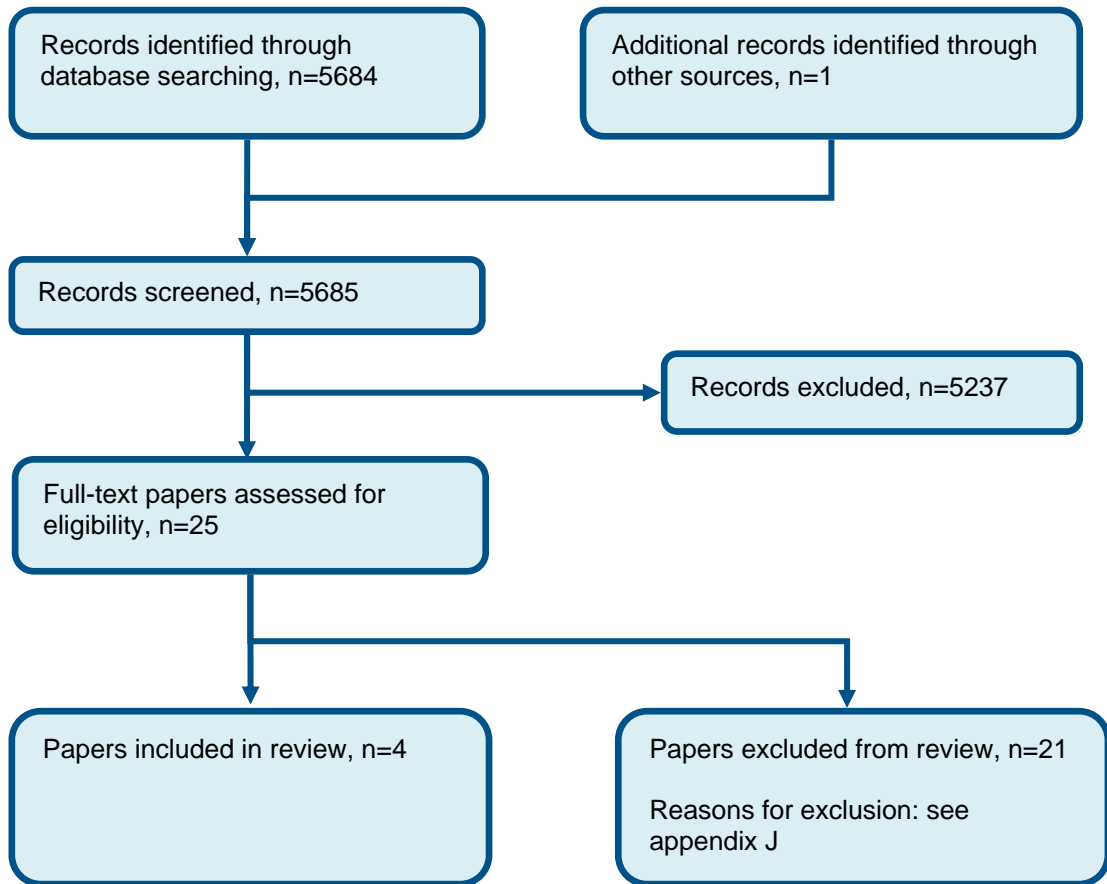 Records identified through
database searching, n=5684
Additional records identified through
other sources, n=1
Records screened, n=5685
Records excluded, n=5237
Full-text papers assessed for
eligibility, n=25
Papers included in review, n=4
Papers excluded from review, n=21
Reasons for exclusion: see
appendix J